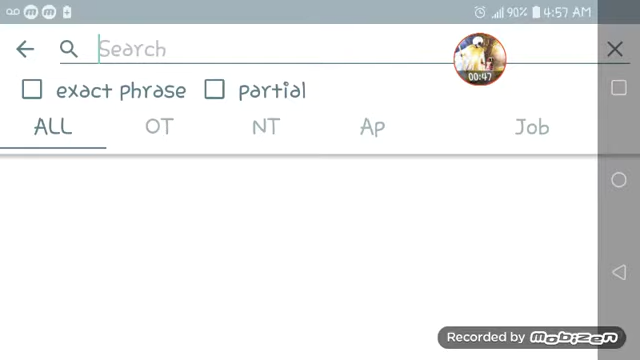 90% 4:57 AM
Search
00:47
exact phrase partial
ALL OT NT Ap Job
Recorded by mobizen